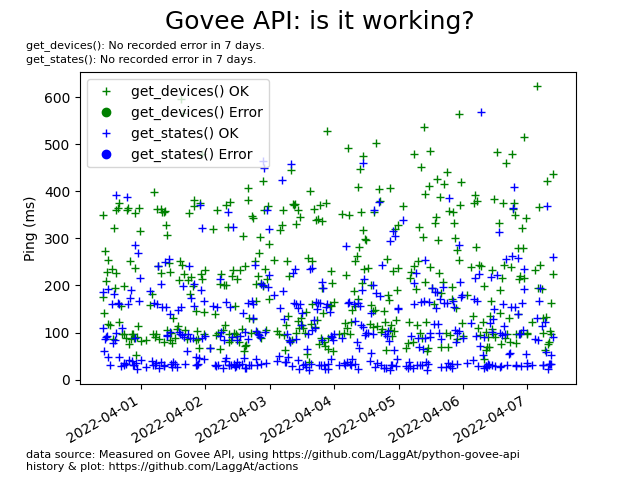 Govee API: is it working?
get_devices(): No recorded error in 7 days.
get_states(): No recorded error in 7 days.
get_devices() OK
get_devices() Error
get_states() OK
get_states() Error
Ping (ms)
600
500
400
300
200
100
0
2022-04-01
2022-04-02
2022-04-03
2022-04-04
2022-04-05
2022-04-06
2022-04-07
data source: Measured on Govee API, using https://github.com/LaggAt/python-govee-api
history & plot: https://github.com/LaggAt/actions